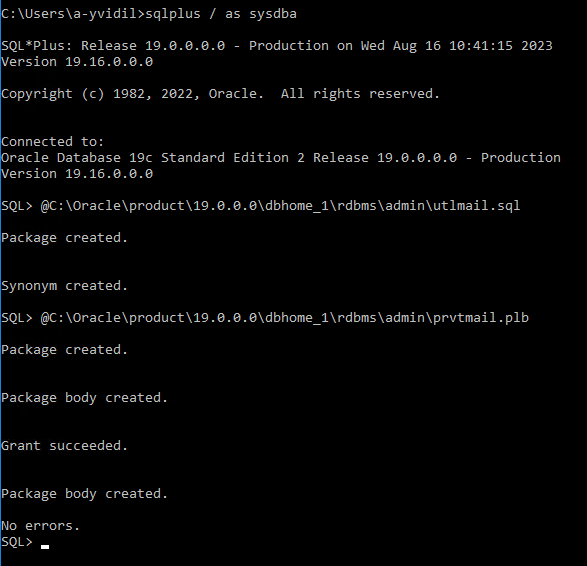 C:\Users\a-yvidil>sqlplus / as sysdba
SQL*Plus: Release 19.0.0.0.0 - Production on Wed Aug 16 10:41:15 2023
Version 19.16.0.0.0
Copyright (c) 1982, 2022, Oracle.  All rights reserved.
Connected to:
Oracle Database 19c Standard Edition 2 Release 19.0.0.0.0 - Production
Version 19.16.0.0.0
SQL> @C:\Oracle\product\19.0.0.0\dbhome_1\rdbms\admin\utlmail.sql
Package created.
Synonym created.
SQL> @C:\Oracle\product\19.0.0.0\dbhome_1\rdbms\admin\prvtmail.plb
Package created.
Package body created.
Grant succeeded.
Package body created.
No errors.
SQL>